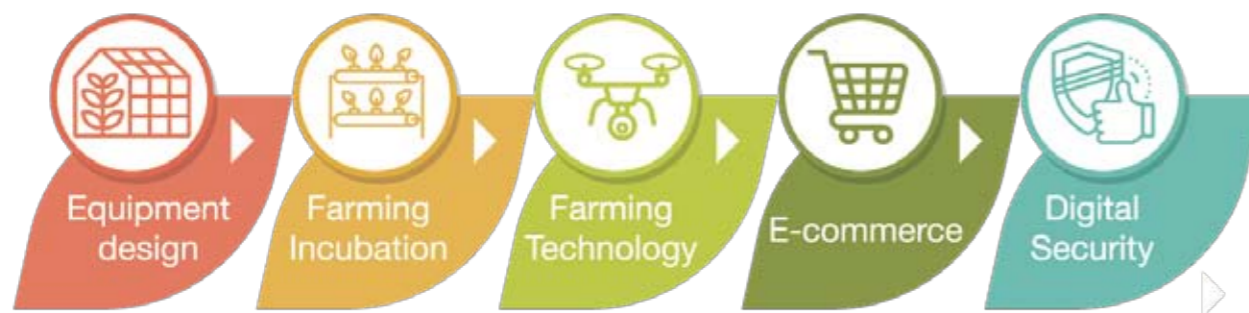 Equipment
design
Farming
Incubation
Farming
Technology
E-commerce
Digital
Security